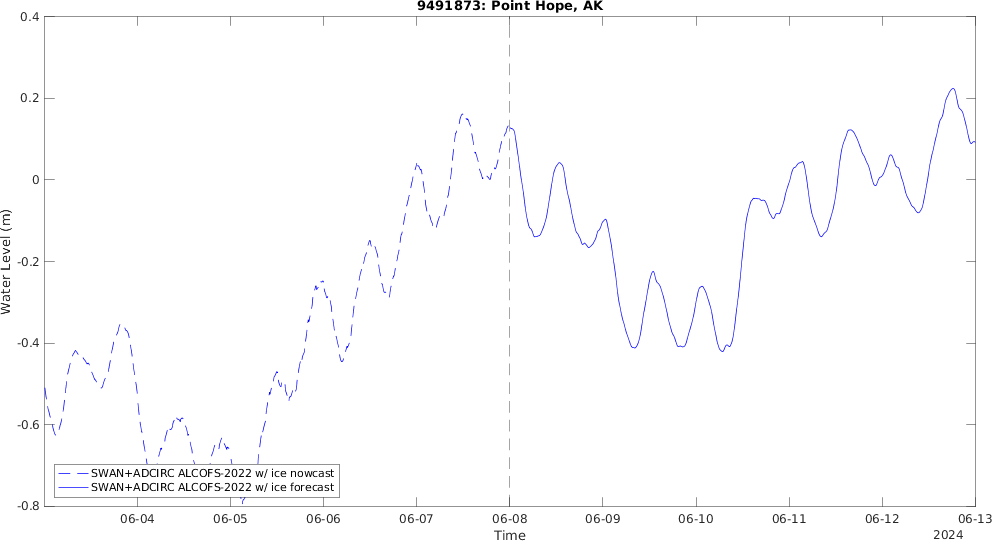 9491873: Point Hope, AK
0.4
0.2
0
-0.2
-0.4
-0.6
-0.8
Water Level (m)
SWAN+ADCIRC ALCOFS-2022 w/ ice nowcast
SWAN+ADCIRC ALCOFS-2022 w/ ice forecast
06-04 06-05 06-06 06-07 06-08 06-09 06-10 06-11 06-12 06-13
Time
2024